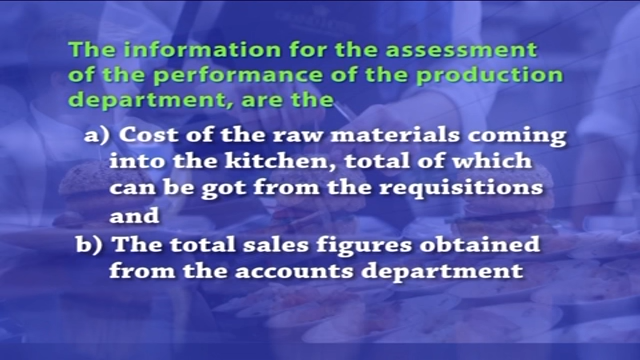 The information for the assessment
of the performance of the production
department, are the
a) Cost of the raw materials coming
into the kitchen, total of which
can be got from the requisitions
and
b) The total sales figures obtained
from the accounts department